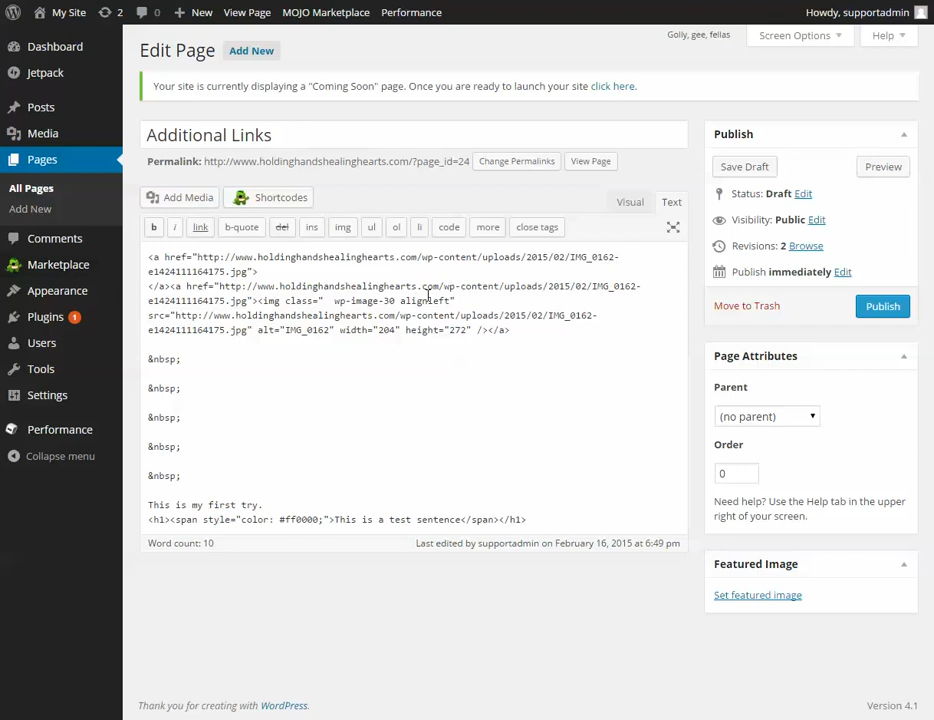 My Site 2 0 New View Page MOJO Marketplace Performance Howdy, supportadmin
Golly, gee, fellas
Screen Options Help
Dashboard
Jetpack
Posts
Media
Pages
All Pages
Add New
Comments
Marketplace
Appearance
Plugins 1
Users
Tools
Settings
Performance
Collapse menu
Edit Page Add New
Your site is currently displaying a "Coming Soon" page. Once you are ready to launch your site click here.
Additional Links
Permalink: http://www.holdinghandshealinghearts.com/?page_id=24 Change Permalinks View Page
Add Media Shortcodes Visual Text
b i link b-quote del ins img ul ol li code more close tags
<a href="http://www.holdinghandshealinghearts.com/wp-content/uploads/2015/02/IMG_0162-
e1424111164175.jpg">
</a><a href="http://www.holdinghandshealinghearts.com/wp-content/uploads/2015/02/IMG_0162-
e1424111164175.jpg"><img class="  wp-image-30 alignleft"
src="http://www.holdinghandshealinghearts.com/wp-content/uploads/2015/02/IMG_0162-
e1424111164175.jpg" alt="IMG_0162" width="204" height="272" /></a>
&nbsp;
&nbsp;
&nbsp;
&nbsp;
&nbsp;
This is my first try.
<h1><span style="color: #ff0000;">This is a test sentence</span></h1>
Word count: 10 Last edited by supportadmin on February 16, 2015 at 6:49 pm
Publish
Save Draft Preview
Status: Draft Edit
Visibility: Public Edit
Revisions: 2 Browse
Publish immediately Edit
Move to Trash Publish
Page Attributes
Parent
(no parent)
Order
0
Need help? Use the Help tab in the upper
right of your screen.
Featured Image
Set featured image
Thank you for creating with WordPress. Version 4.1